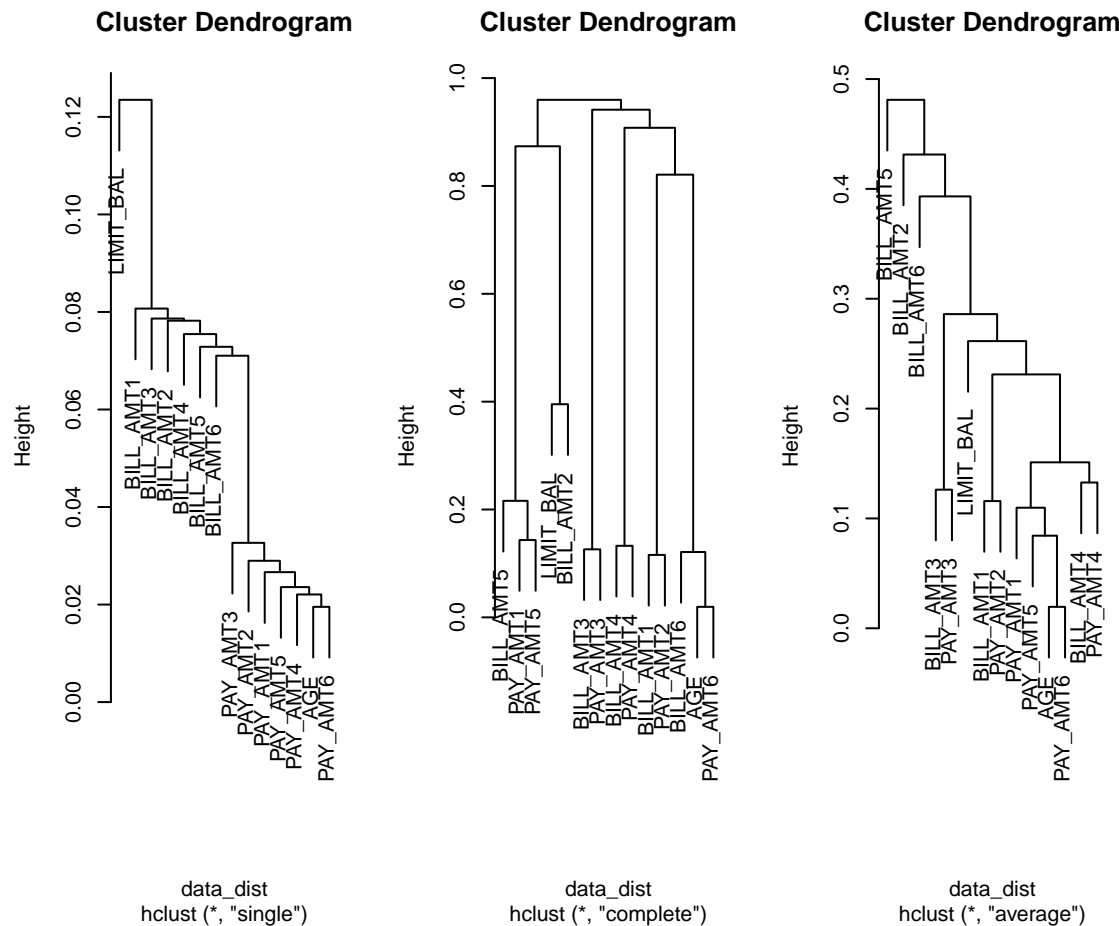 Cluster Dendrogram
Height
0.00
0.02
0.04
0.06
0.08
0.10
0.12
LIMIT_BAL
BILL_AMT1
BILL_AMT3
BILL_AMT2
BILL_AMT4
BILL_AMT5
BILL_AMT6
PAY_AMT3
PAY_AMT2
PAY_AMT1
PAY_AMT5
PAY_AMT4
AGE
PAY_AMT6
data_dist
hclust (*, "single")
Cluster Dendrogram
Height
0.0
0.2
0.4
0.6
0.8
1.0
BILL_AMT5
PAY_AMT1
PAY_AMT5
LIMIT_BAL
BILL_AMT2
BILL_AMT3
PAY_AMT3
BILL_AMT4
PAY_AMT4
BILL_AMT1
PAY_AMT2
BILL_AMT6
AGE
PAY_AMT6
data_dist
hclust (*, "complete")
Cluster Dendrogram
Height
0.0
0.1
0.2
0.3
0.4
0.5
BILL_AMT5
BILL_AMT2
BILL_AMT6
BILL_AMT3
PAY_AMT3
LIMIT_BAL
BILL_AMT1
PAY_AMT2
PAY_AMT1
PAY_AMT5
AGE
PAY_AMT6
BILL_AMT4
PAY_AMT4
data_dist
hclust (*, "average")